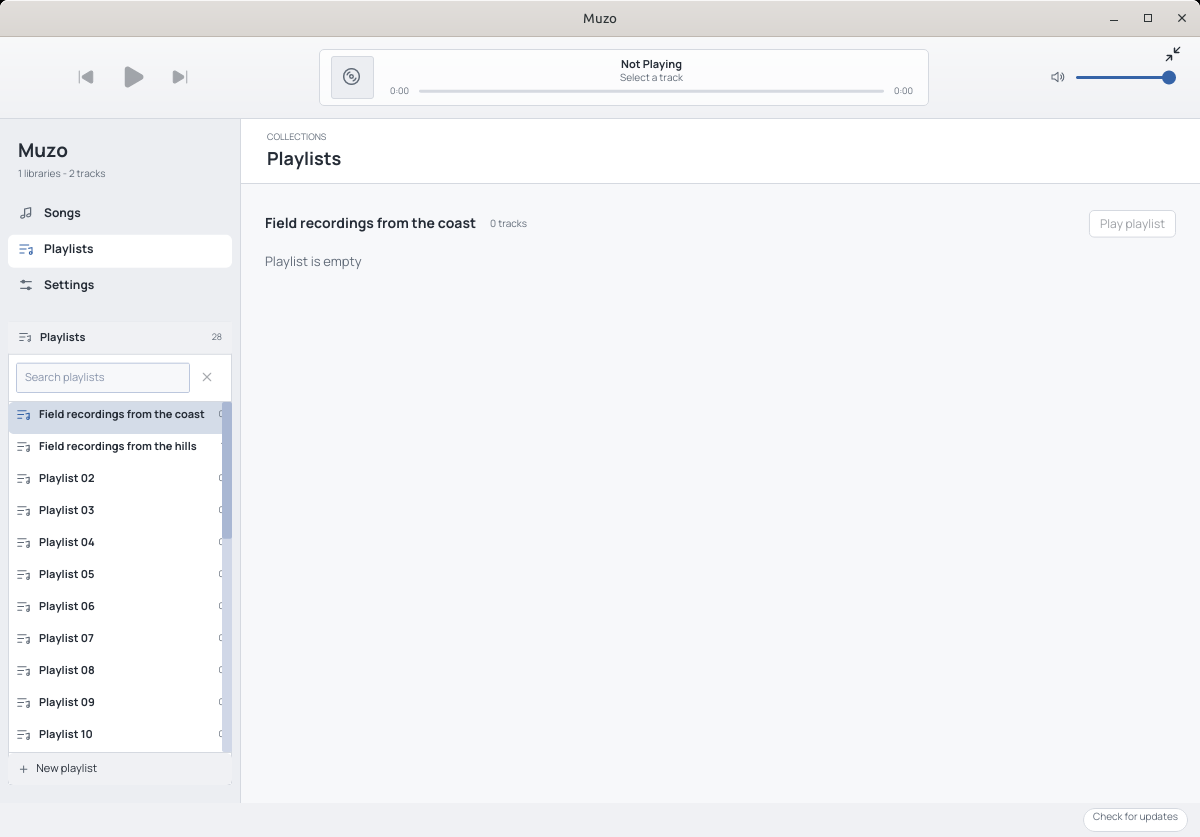 Muzo
Not Playing
Select a track
0:00
0:00
Muzo
1 libraries - 2 tracks
Songs
Playlists
Settings
Playlists 28
Search playlists
Field recordings from the coast
Field recordings from the hills
Playlist 02
Playlist 03
Playlist 04
Playlist 05
Playlist 06
Playlist 07
Playlist 08
Playlist 09
Playlist 10
New playlist
COLLECTIONS
Playlists
Field recordings from the coast 0 tracks
Play playlist
Playlist is empty
Check for updates